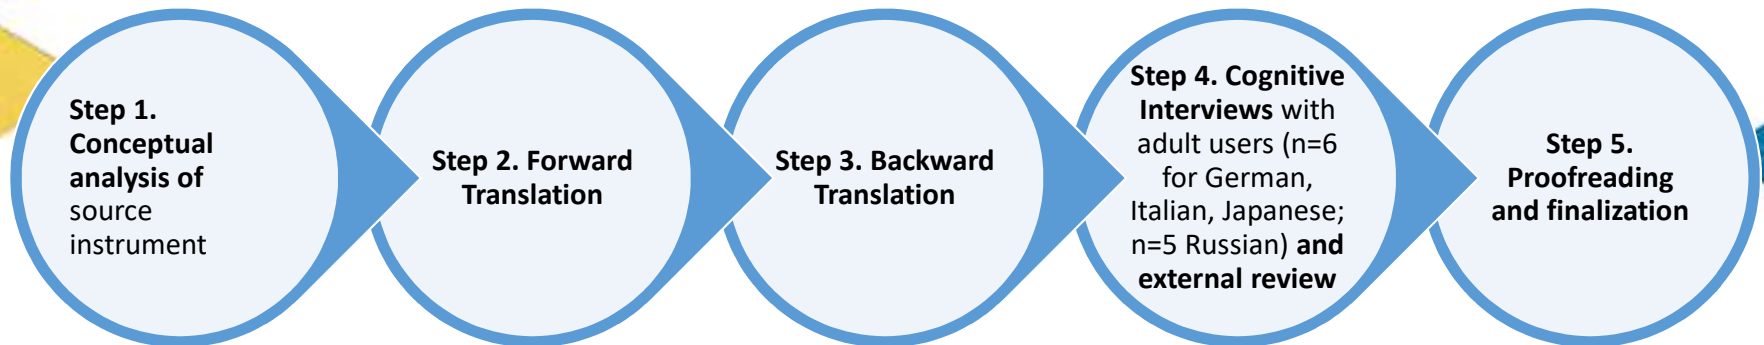 Step 1.
Conceptual
analysis of
source
instrument
Step 2. Forward
Translation
Step 3. Backward
Translation
Step 4. Cognitive
Interviews with
adult users (n=6
for German,
Italian, Japanese;
n=5 Russian) and
external review
Step 5.
Proofreading
and finalization